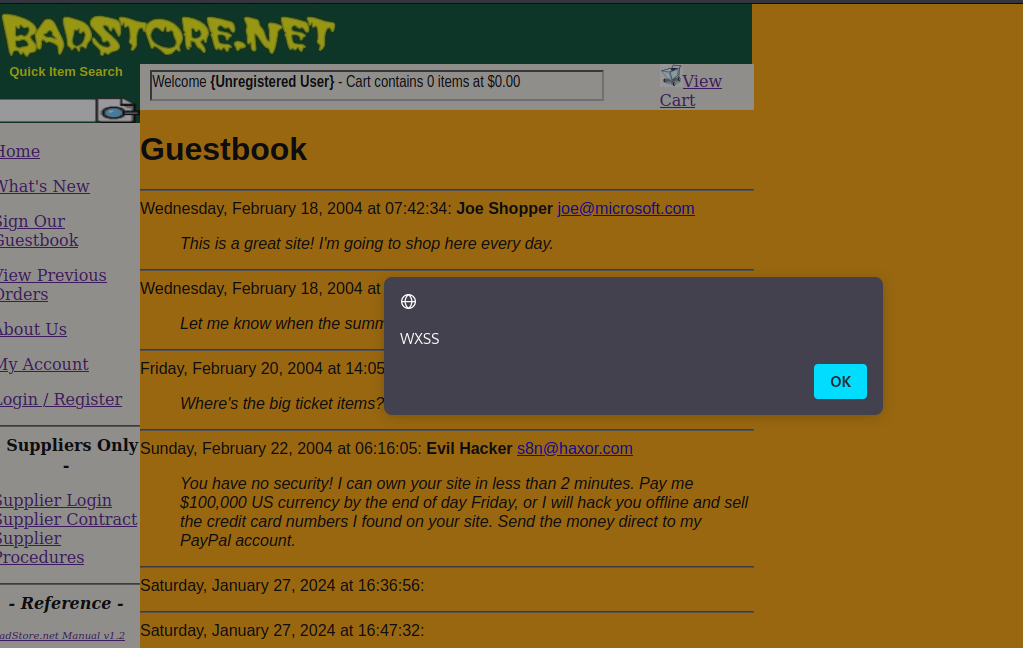 BADSTORE.NET
Quick Item Search
Welcome {Unregistered User} - Cart contains 0 items at $0.00
View
Cart
Home
What's New
Sign Our
Guestbook
View Previous
Orders
About Us
My Account
Login / Register
Suppliers Only
-
Supplier Login
Supplier Contract
Supplier
Procedures
- Reference -
BadStore.net Manual v1.2
Guestbook
Wednesday, February 18, 2004 at 07:42:34: Joe Shopper joe@microsoft.com
This is a great site! I'm going to shop here every day.
Wednesday, February 18, 2004 at
Let me know when the
Friday, February 20, 2004 at 14:05
Where's the big ticket items?
Sunday, February 22, 2004 at 06:16:05: Evil Hacker s8n@haxor.com
You have no security! I can own your site in less than 2 minutes. Pay me
$100,000 US currency by the end of day Friday, or I will hack you offline and sell
the credit card numbers I found on your site. Send the money direct to my
PayPal account.
Saturday, January 27, 2024 at 16:36:56:
Saturday, January 27, 2024 at 16:47:32:
WXSS
OK